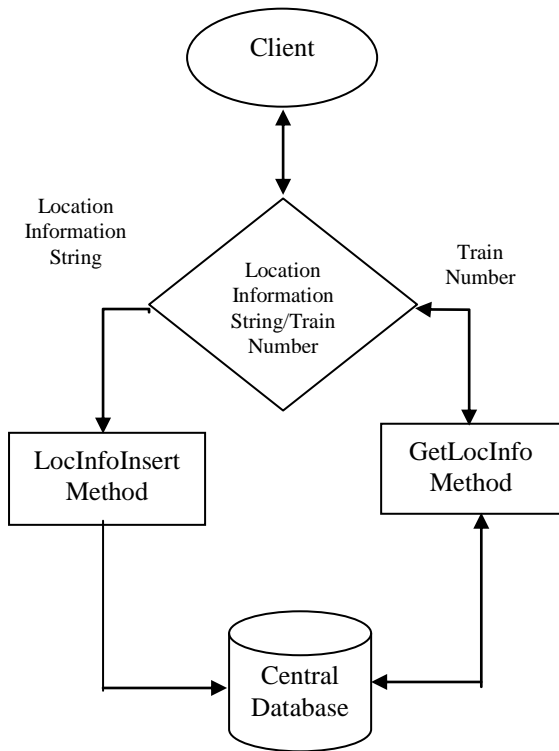 Client
Location
Information
String
Train
Number
Location
Information
String/Train
Number
LocInfoInsert
Method
GetLocInfo
Method
Central
Database